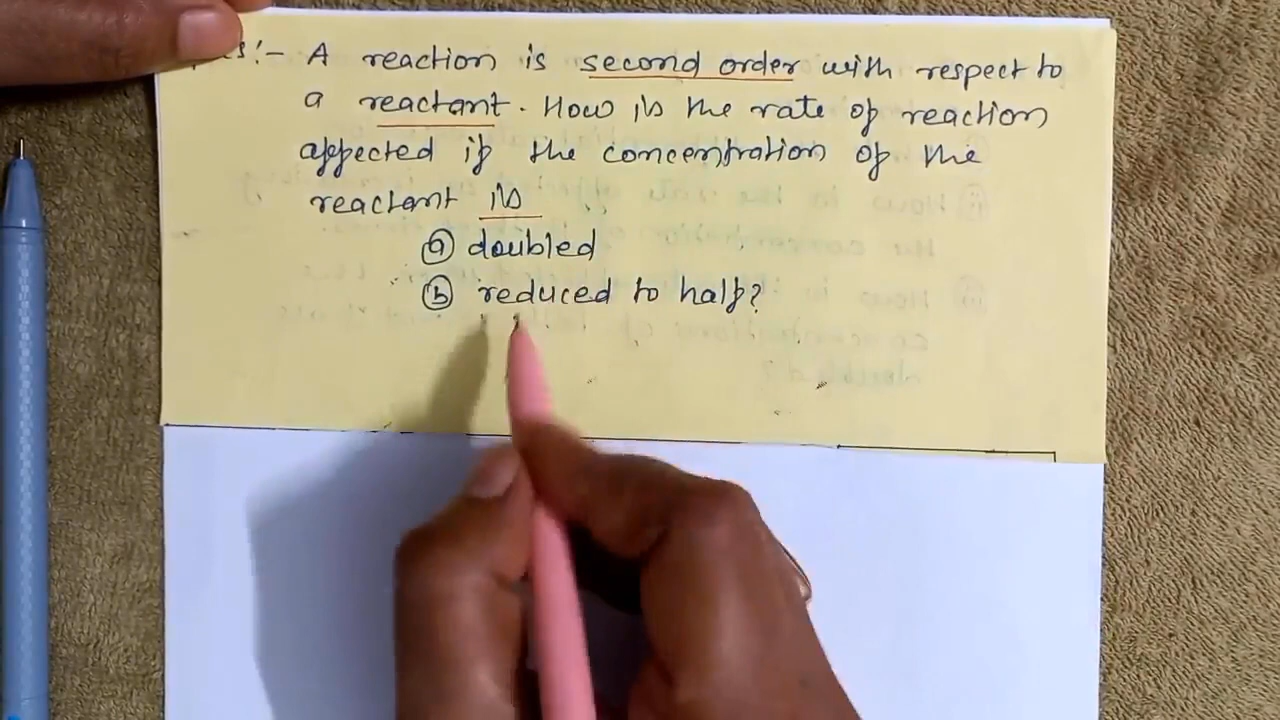 A reaction is second order with respect to
a reactant. How is the rate of reaction
affected if the concentration of the
reactant is
(a) doubled
(b) reduced to half?